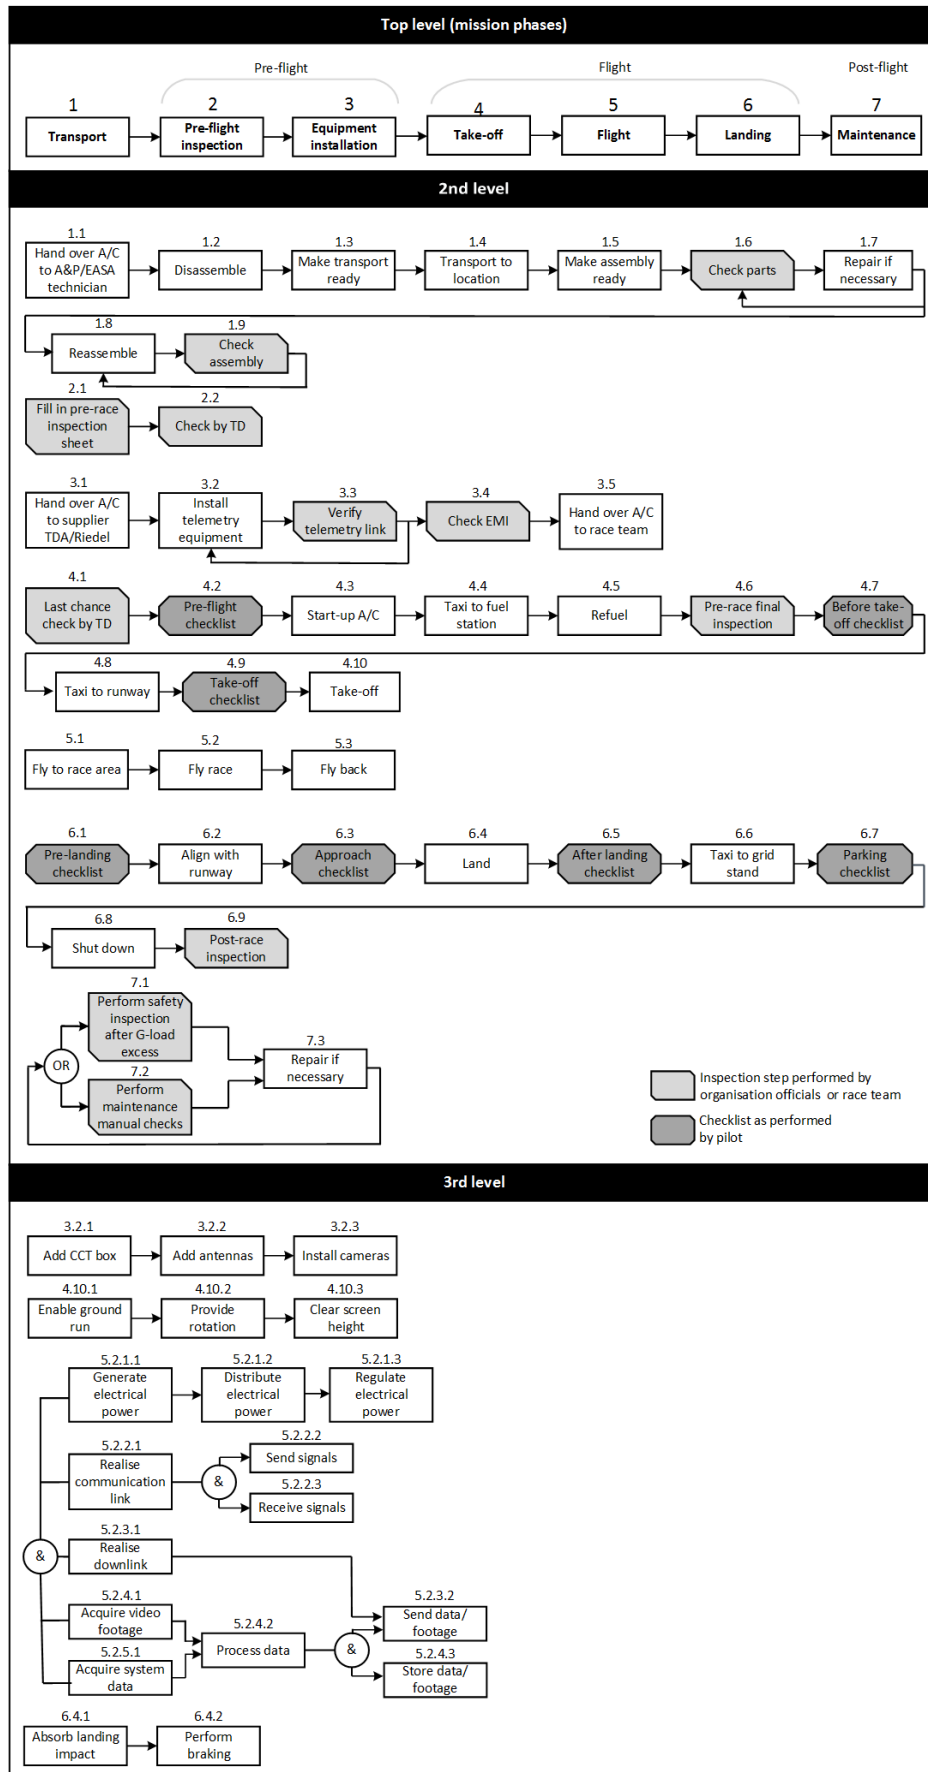 Top level (mission phases)
Pre-flight
Flight
Post-flight
1
2
3
4
5
6
7
Transport
Pre-flight
inspection
Equipment
installation
Take-off
Flight
Landing
Maintenance
2nd level
1.1
1.2
1.3
1.4
1.5
1.6
1.7
Hand over A/C
to A&P/EASA
technician
Disassemble
Make transport
ready
Transport to
location
Make assembly
ready
Check parts
Repair if
necessary
1.8
1.9
Reassemble
Check
assembly
2.1
2.2
Fill in pre-race
inspection
sheet
Check by TD
3.1
3.2
3.3
3.4
3.5
Hand over A/C
to supplier
TDA/Riedel
Install
telemetry
equipment
Verify
telemetry link
Check EMI
Hand over A/C
to race team
4.1
4.2
4.3
4.4
4.5
4.6
4.7
Last chance
check by TD
Pre-flight
checklist
Start-up A/C
Taxi to fuel
station
Refuel
Pre-race final
inspection
Before take-
off checklist
4.8
4.9
4.10
Taxi to runway
Take-off
checklist
Take-off
5.1
5.2
5.3
Fly to race area
Fly race
Fly back
6.1
6.2
6.3
6.4
6.5
6.6
6.7
Pre-landing
checklist
Align with
runway
Approach
checklist
Land
After landing
checklist
Taxi to grid
stand
Parking
checklist
6.8
6.9
Shut down
Post-race
inspection
7.1
Perform safety
inspection
after G-load
excess
OR
7.2
Perform
maintenance
manual checks
7.3
Repair if
necessary
Inspection step performed by
organisation officials or race team
Checklist as performed
by pilot
3rd level
3.2.1
3.2.2
3.2.3
Add CCT box
Add antennas
Install cameras
4.10.1
4.10.2
4.10.3
Enable ground
run
Provide
rotation
Clear screen
height
5.2.1.1
5.2.1.2
5.2.1.3
Generate
electrical
power
Distribute
electrical
power
Regulate
electrical
power
5.2.2.1
Realise
communication
link
&
5.2.2.2
Send signals
5.2.2.3
Receive signals
5.2.3.1
Realise
downlink
&
5.2.4.1
Acquire video
footage
5.2.5.1
Acquire system
data
5.2.4.2
Process data
&
5.2.3.2
Send data/
footage
5.2.4.3
Store data/
footage
6.4.1
6.4.2
Absorb landing
impact
Perform
braking